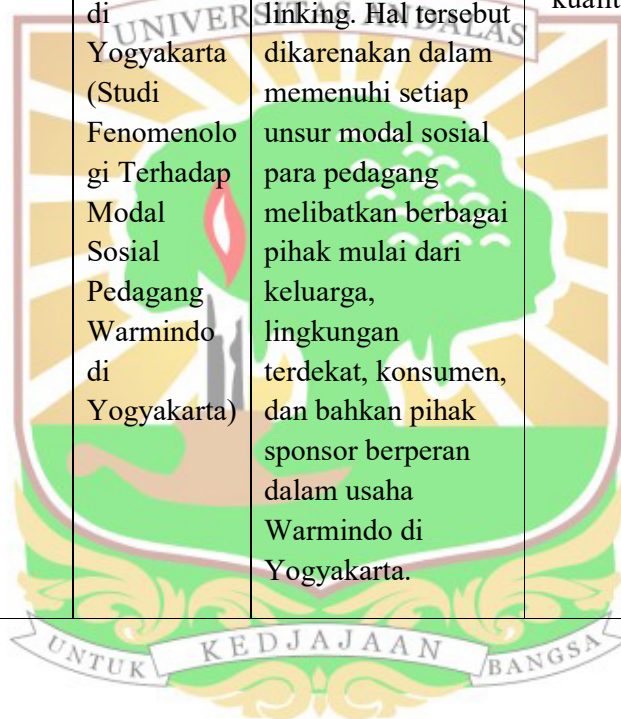 di
Yogyakarta
(Studi
Fenomenolo
gi Terhadap
Modal
Sosial
Pedagang
Warmindo
di
Yogyakarta)
linking. Hal tersebut
dikarenakan dalam
memenuhi setiap
unsur modal sosial
para pedagang
melibatkan berbagai
pihak mulai dari
keluarga,
lingkungan
terdekat, konsumen,
dan bahkan pihak
sponsor berperan
dalam usaha
Warmindo di
Yogyakarta.
UNIVERSITAS ANDALAS
UNTUK KEDJAJAAN BANGSA